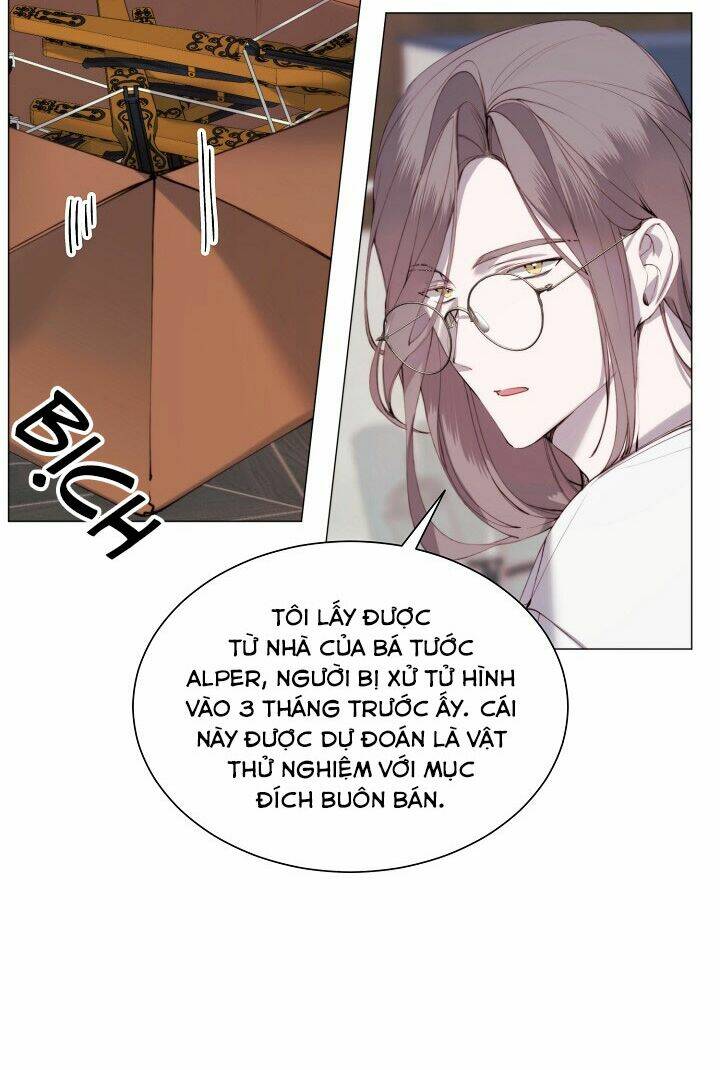 BỊCH
TÔI LẤY ĐƯỢC
TỪ NHÀ CỦA BÁ TƯỚC
ALPER, NGƯỜI BỊ XỬ TỬ HÌNH
VÀO 3 THÁNG TRƯỚC ẤY. CÁI
NÀY ĐƯỢC DỰ ĐOÁN LÀ VẬT
THỬ NGHIỆM VỚI MỤC
ĐÍCH BUÔN BÁN.